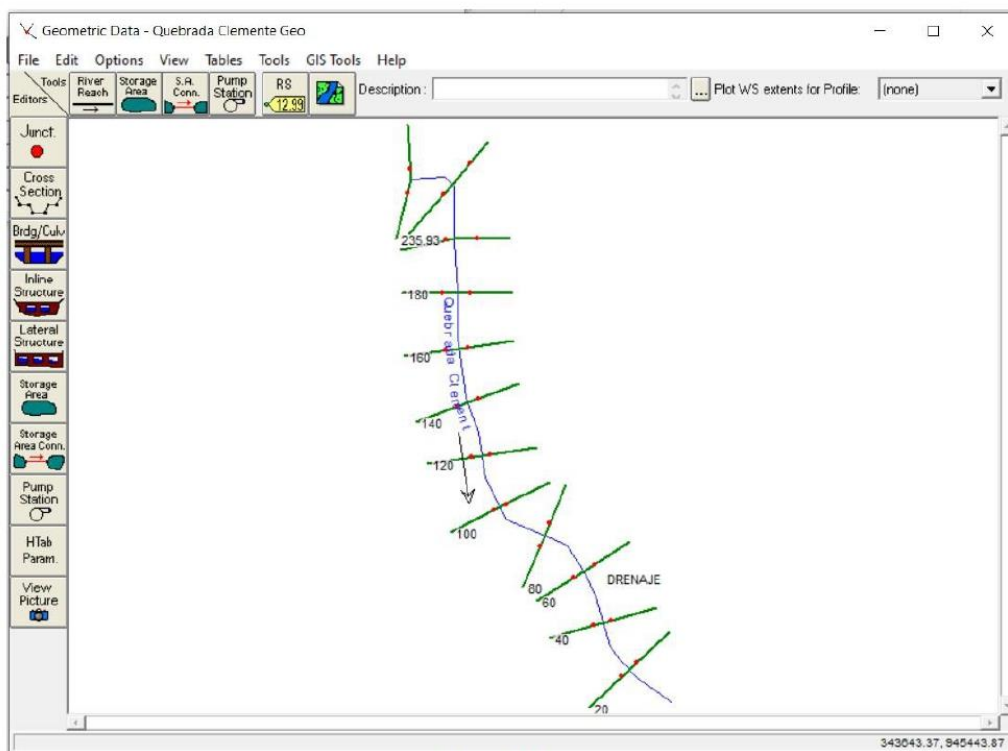 Geometric Data - Quebrada Clemente Geo
File Edit Options View Tables Tools GIS Tools Help
Tools
Editors
River Reach
Storage Area
S.A. Conn.
Pump Station
RS
12.99
Description :
...
Plot WS extents for Profile:
(none)
Junct.
Cross Section
Brdg/Culv
Inline Structure
Lateral Structure
Storage Area
Storage Area Conn.
Pump Station
HTab Param.
View Picture
235.93
180
Quebrada Clement
160
140
120
100
80
60
DRENAJE
40
20
343643.37, 945443.87